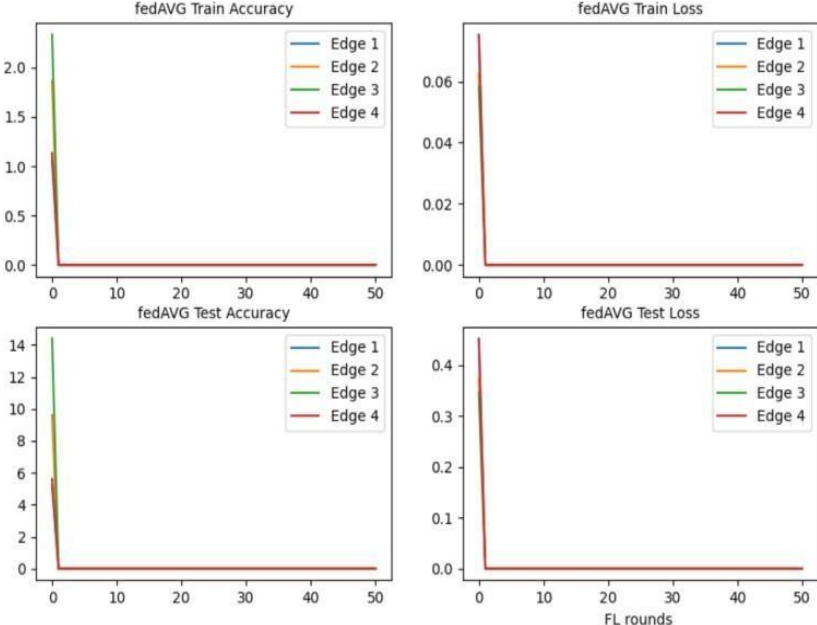 fedAVG Train Accuracy
2.0
1.5
1.0
0.5
0.0
0 10 20 30 40 50
Edge 1
Edge 2
Edge 3
Edge 4
fedAVG Train Loss
0.06
0.04
0.02
0.00
0 10 20 30 40 50
Edge 1
Edge 2
Edge 3
Edge 4
fedAVG Test Accuracy
14
12
10
8
6
4
2
0
0 10 20 30 40 50
Edge 1
Edge 2
Edge 3
Edge 4
fedAVG Test Loss
0.4
0.3
0.2
0.1
0.0
0 10 20 30 40 50
Edge 1
Edge 2
Edge 3
Edge 4
FL rounds